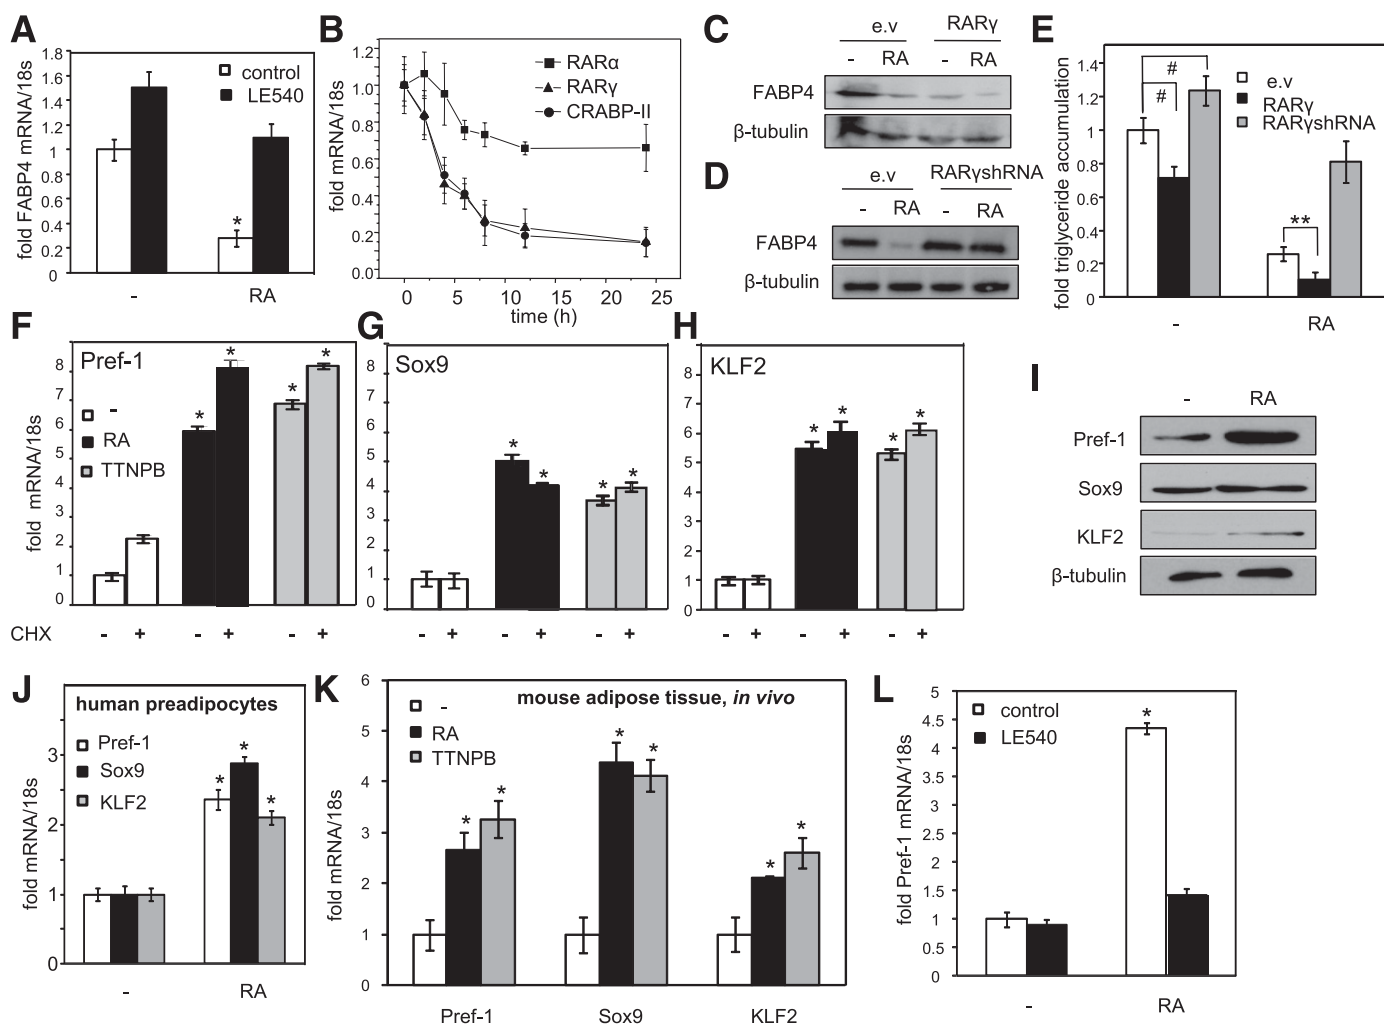 A
fold FABP4 mRNA/18s
1.8
1.6
1.4
1.2
1
0.8
0.6
0.4
0.2
0
control
LE540
*
-
RA
B
fold mRNA/18s
1.2
1.0
0.8
0.6
0.4
0.2
0.0
RARα
RARγ
CRABP-II
0
5
10
15
20
25
time (h)
C
e.v
RARγ
-
RA
-
RA
FABP4
β-tubulin
D
e.v
RARγshRNA
-
RA
-
RA
FABP4
β-tubulin
E
fold triglyceride accumulation
1.4
1.2
1
0.8
0.6
0.4
0.2
0
#
#
e.v
RARγ
RARγshRNA
**
-
RA
F
Pref-1
fold mRNA/18s
8
7
6
5
4
3
2
1
0
-
RA
TTNPB
*
*
*
*
CHX
-
+
-
+
-
+
G
Sox9
8
7
6
5
4
3
2
1
0
*
*
*
*
-
+
-
+
-
+
H
KLF2
8
7
6
5
4
3
2
1
0
*
*
*
*
-
+
-
+
-
+
I
-
RA
Pref-1
Sox9
KLF2
β-tubulin
J
human preadipocytes
fold mRNA/18s
3
2
1
0
Pref-1
Sox9
KLF2
*
*
*
-
RA
K
mouse adipose tissue, in vivo
fold mRNA/18s
6
5
4
3
2
1
0
-
RA
TTNPB
*
*
*
*
*
*
Pref-1
Sox9
KLF2
L
fold Pref-1 mRNA/18s
5
4.5
4
3.5
3
4
2
1.5
1
0.5
0
control
LE540
*
-
RA